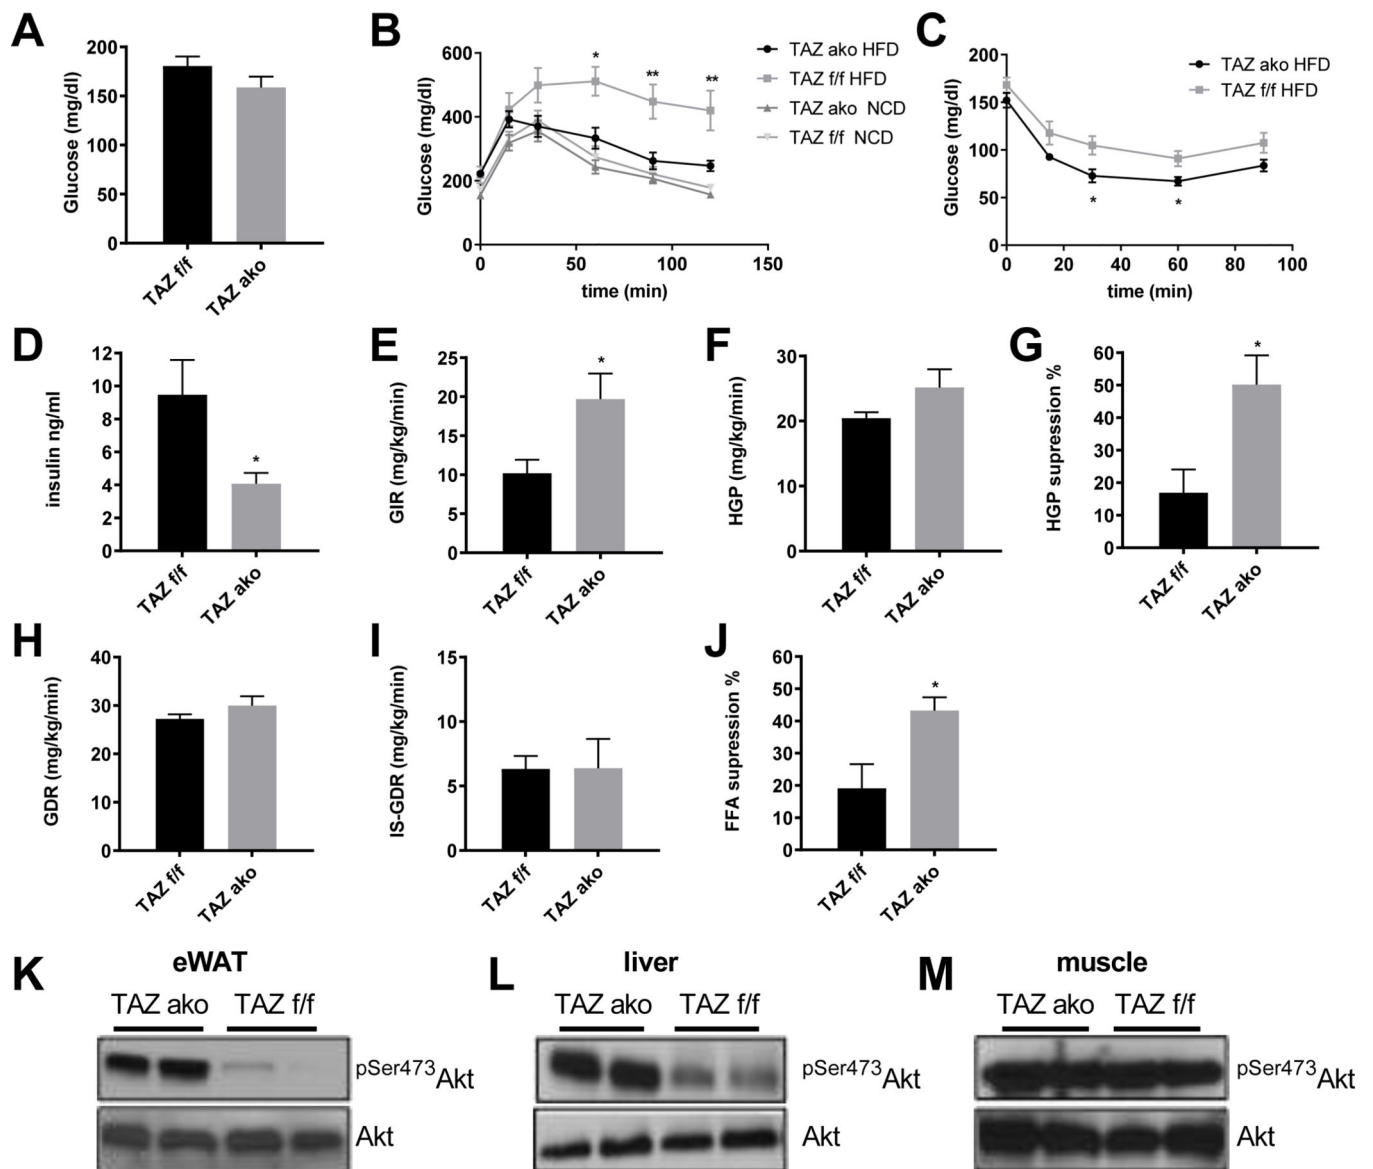 A
Glucose (mg/dl)
200
150
100
50
0
TAZ f/f
TAZ ako
B
Glucose (mg/dl)
600
400
200
0
0
50
100
150
time (min)
*
**
**
TAZ ako HFD
TAZ f/f HFD
TAZ ako NCD
TAZ f/f NCD
C
Glucose (mg/dl)
200
150
100
50
0
0
20
40
60
80
100
time (min)
*
*
TAZ ako HFD
TAZ f/f HFD
D
insulin ng/ml
12
10
8
6
4
2
0
*
TAZ f/f
TAZ ako
E
GIR (mg/kg/min)
25
20
15
10
5
0
*
TAZ f/f
TAZ ako
F
HGP (mg/kg/min)
30
20
10
0
TAZ f/f
TAZ ako
G
HGP supression %
60
50
40
30
20
10
0
*
TAZ f/f
TAZ ako
H
GDR (mg/kg/min)
40
30
20
10
0
TAZ f/f
TAZ ako
I
IS-GDR (mg/kg/min)
15
10
5
0
TAZ f/f
TAZ ako
J
FFA supression %
60
50
40
30
20
10
0
*
TAZ f/f
TAZ ako
K
eWAT
TAZ ako
TAZ f/f
pSer473Akt
Akt
L
liver
TAZ ako
TAZ f/f
pSer473Akt
Akt
M
muscle
TAZ ako
TAZ f/f
pSer473Akt
Akt